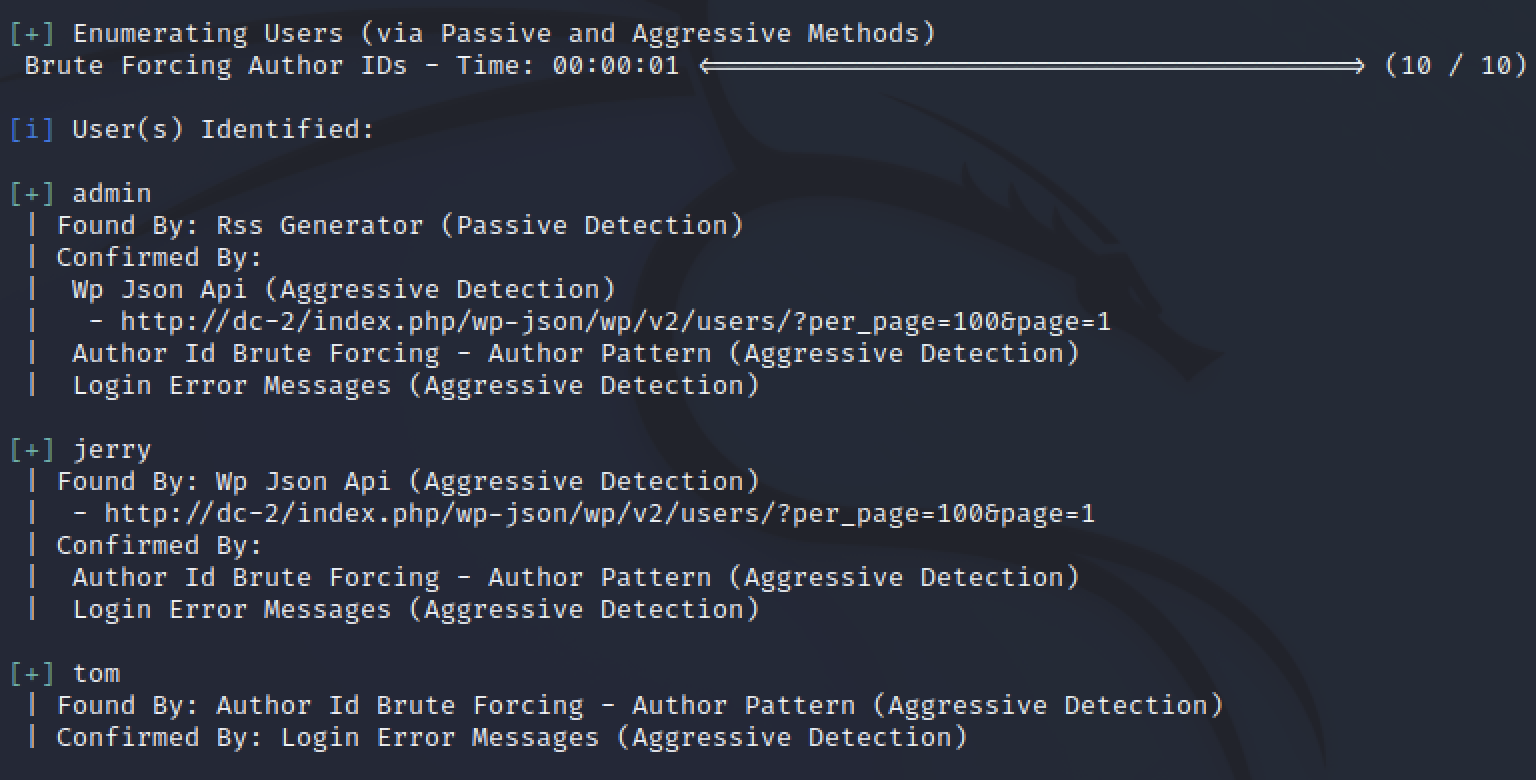 [+] Enumerating Users (via Passive and Aggressive Methods)
 Brute Forcing Author IDs - Time: 00:00:01 <==========================================> (10 / 10)

[i] User(s) Identified:

[+] admin
 | Found By: Rss Generator (Passive Detection)
 | Confirmed By:
 |  Wp Json Api (Aggressive Detection)
 |   - http://dc-2/index.php/wp-json/wp/v2/users/?per_page=100&page=1
 |  Author Id Brute Forcing - Author Pattern (Aggressive Detection)
 |  Login Error Messages (Aggressive Detection)

[+] jerry
 | Found By: Wp Json Api (Aggressive Detection)
 |  - http://dc-2/index.php/wp-json/wp/v2/users/?per_page=100&page=1
 | Confirmed By:
 |  Author Id Brute Forcing - Author Pattern (Aggressive Detection)
 |  Login Error Messages (Aggressive Detection)

[+] tom
 | Found By: Author Id Brute Forcing - Author Pattern (Aggressive Detection)
 | Confirmed By: Login Error Messages (Aggressive Detection)